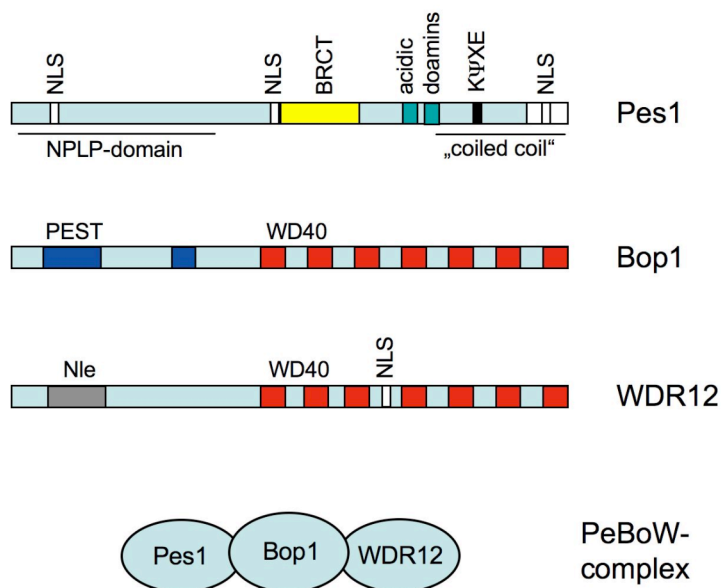 NLS
NLS
BRCT
acidic
doamins
KΨXE
NLS
Pes1
NPLP-domain
„coiled coil“
PEST
WD40
Bop1
Nle
WD40
NLS
WDR12
Pes1
Bop1
WDR12
PeBoW-
complex